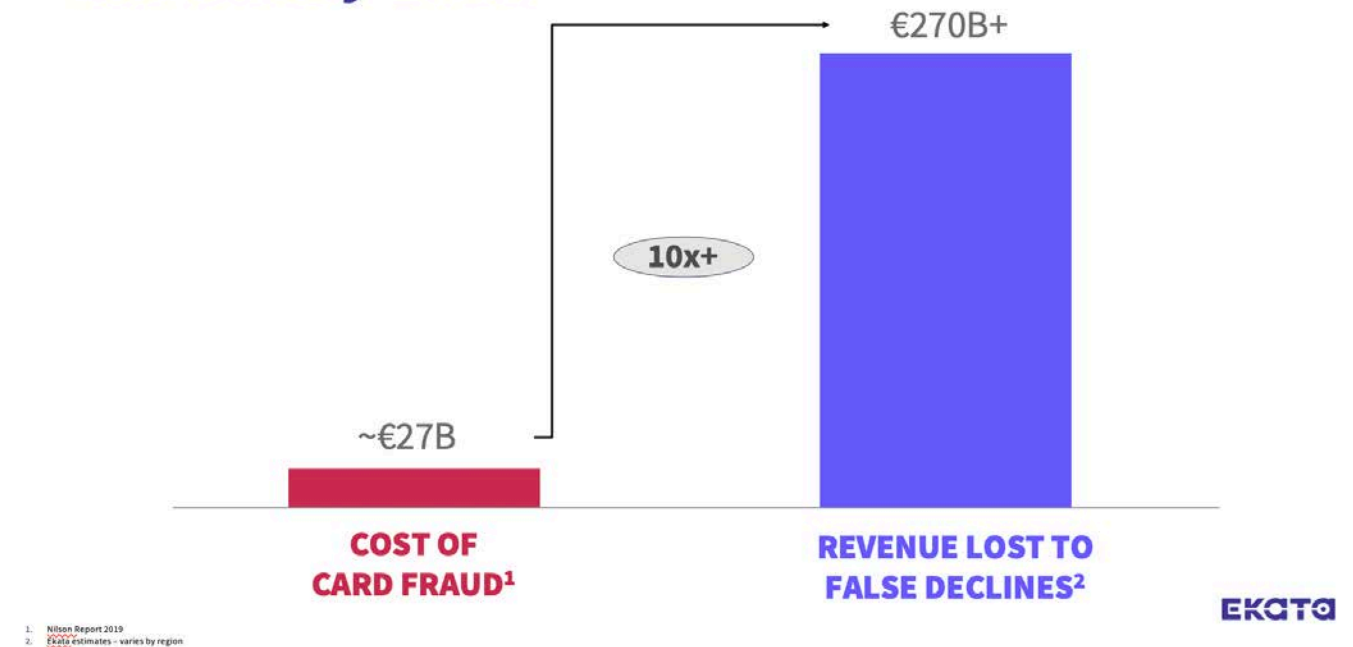 €270B+
10x+
~€27B
COST OF
CARD FRAUD¹
REVENUE LOST TO
FALSE DECLINES²
EKATA
1. Nilson Report 2019
2. Ekata estimates – varies by region